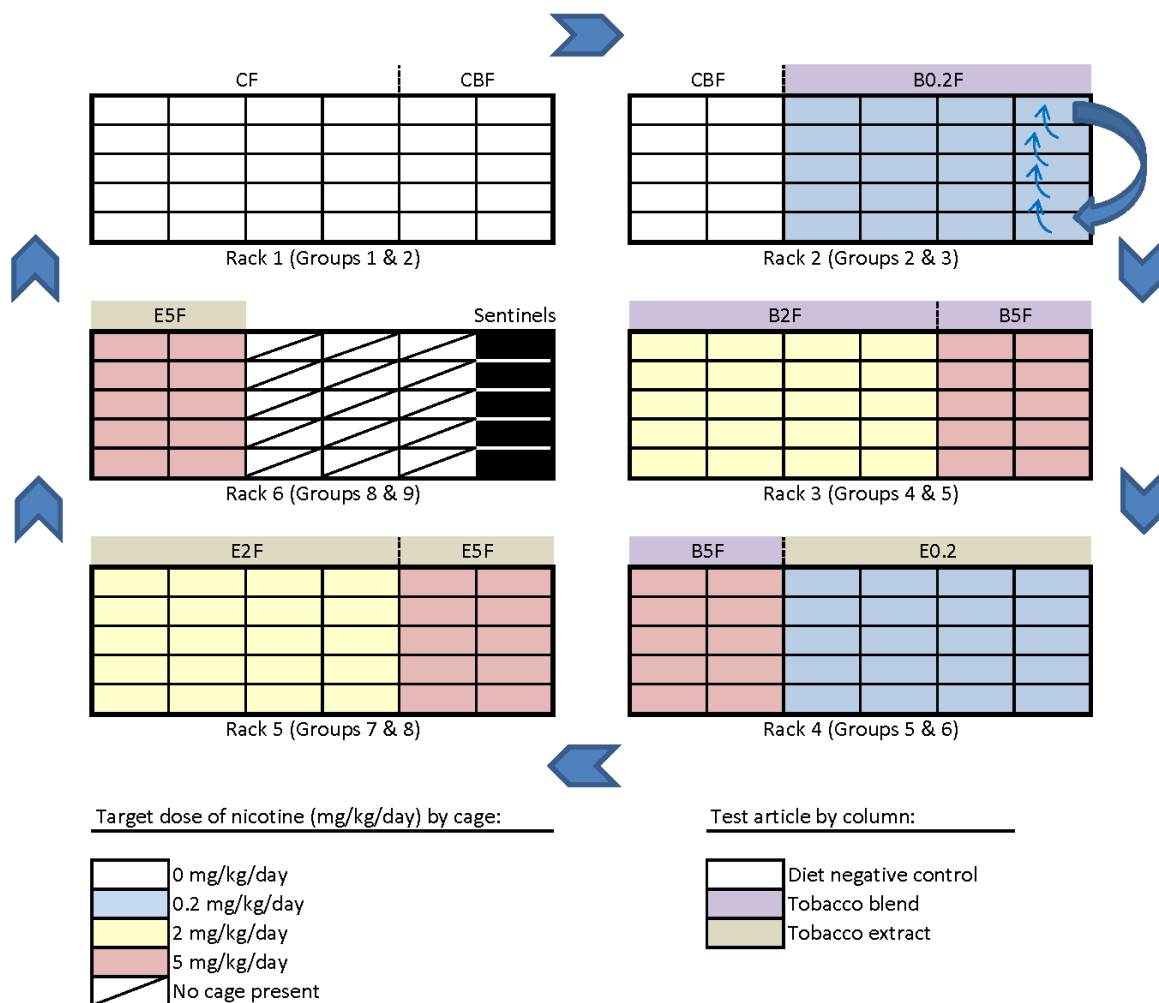 CF CBF
CBF B0.2F
Rack 1 (Groups 1 & 2)
Rack 2 (Groups 2 & 3)
E5F Sentinels
B2F B5F
Rack 6 (Groups 8 & 9)
Rack 3 (Groups 4 & 5)
E2F E5F
B5F E0.2
Rack 5 (Groups 7 & 8)
Rack 4 (Groups 5 & 6)
Target dose of nicotine (mg/kg/day) by cage:
0 mg/kg/day
0.2 mg/kg/day
2 mg/kg/day
5 mg/kg/day
No cage present
Test article by column:
Diet negative control
Tobacco blend
Tobacco extract